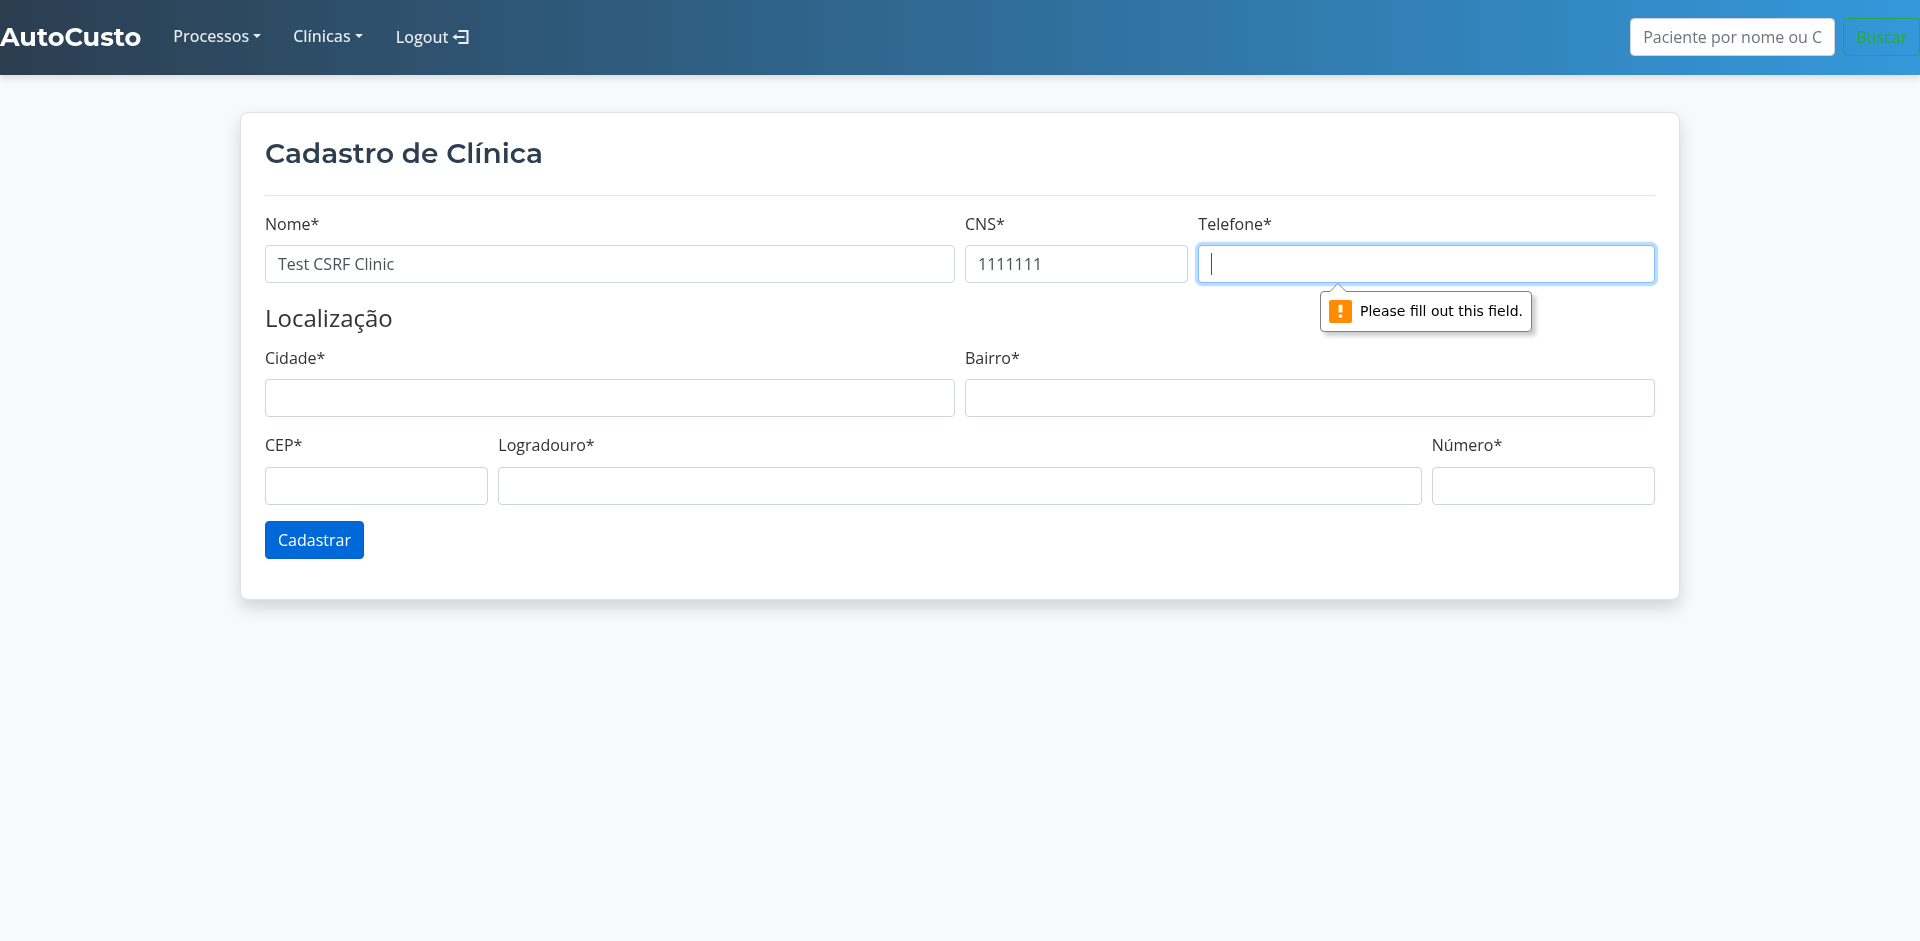 AutoCusto Processos Clínicas Logout Paciente por nome ou C Buscar
Cadastro de Clínica
Nome* CNS* Telefone*
Test CSRF Clinic 1111111
Please fill out this field.
Localização
Cidade* Bairro*
CEP* Logradouro* Número*
Cadastrar